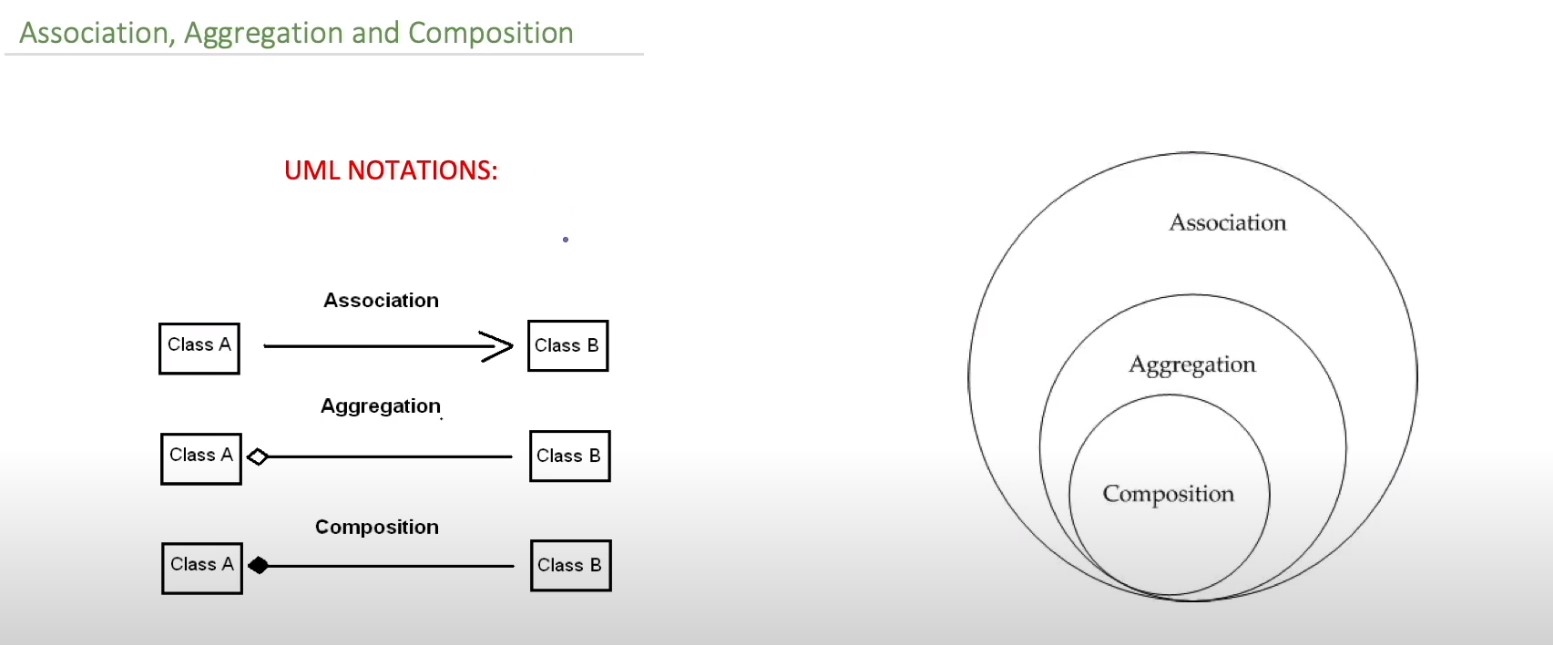 Association, Aggregation and Composition
UML NOTATIONS:
Association
Class A
Class B
Aggregation
Class A
Class B
Composition
Class A
Class B
Association
Aggregation
Composition